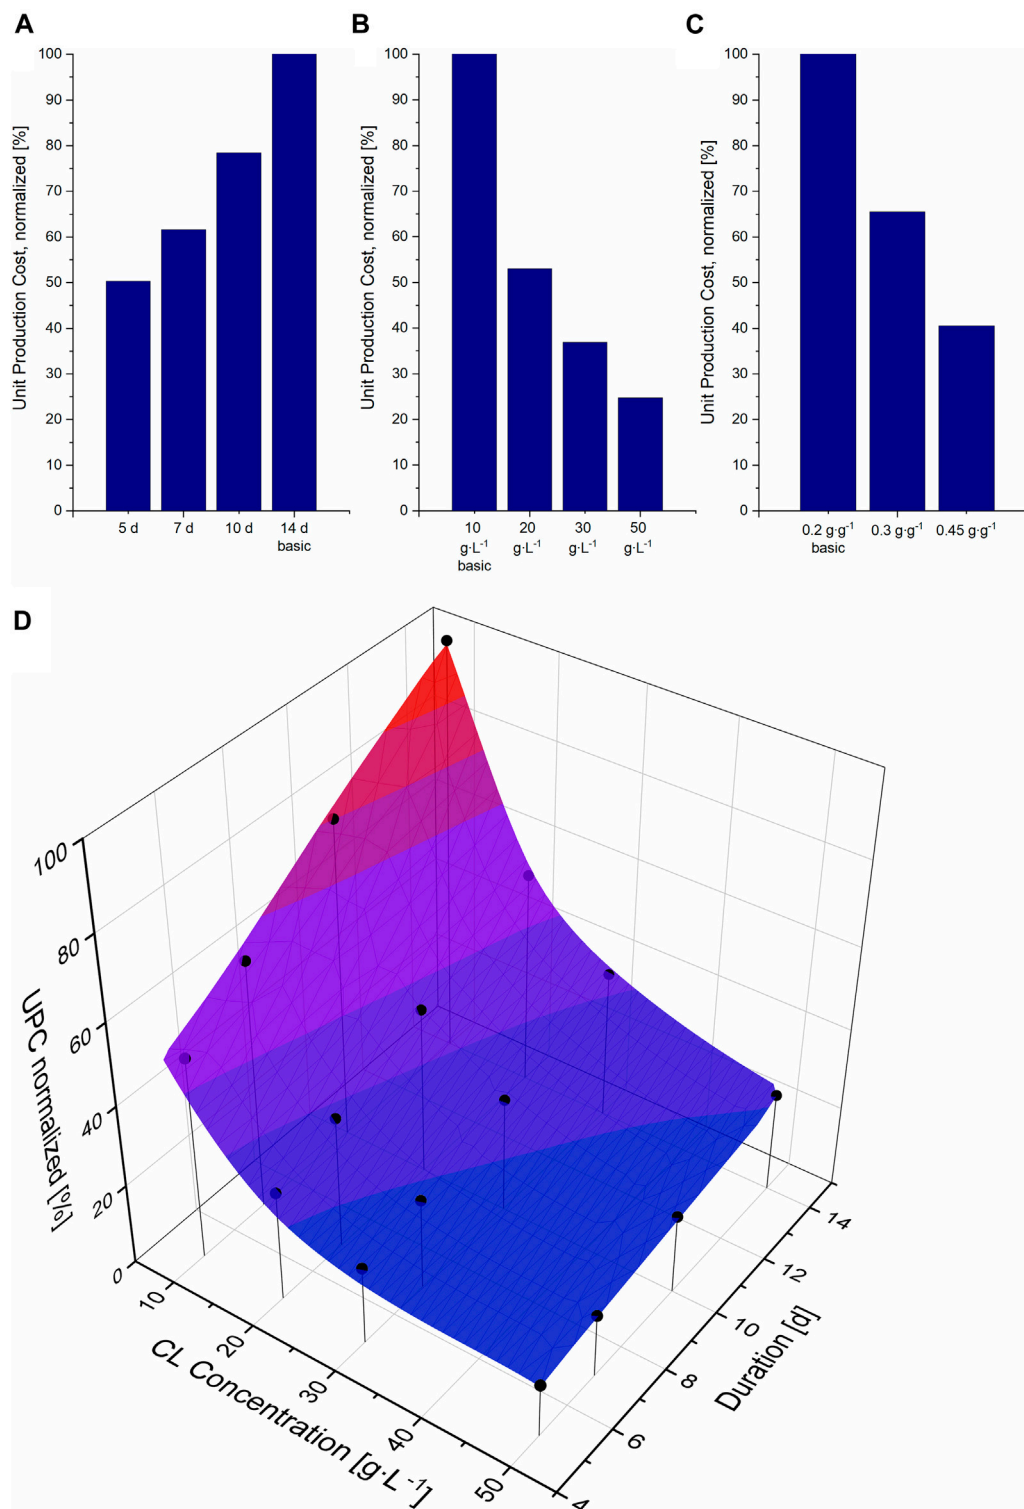 A
Unit Production Cost, normalized [%]
100
90
80
70
60
50
40
30
20
10
0
5 d
7 d
10 d
14 d
basic
B
Unit Production Cost, normalized [%]
100
90
80
70
60
50
40
30
20
10
0
10
g·L⁻¹
basic
20
g·L⁻¹
30
g·L⁻¹
50
g·L⁻¹
C
Unit Production Cost, normalized [%]
100
90
80
70
60
50
40
30
20
10
0
0.2 g·g⁻¹
basic
0.3 g·g⁻¹
0.45 g·g⁻¹
D
UPC normalized [%]
100
80
60
40
20
0
10
20
30
40
50
CL Concentration [g·L⁻¹]
4
6
8
10
12
14
Duration [d]